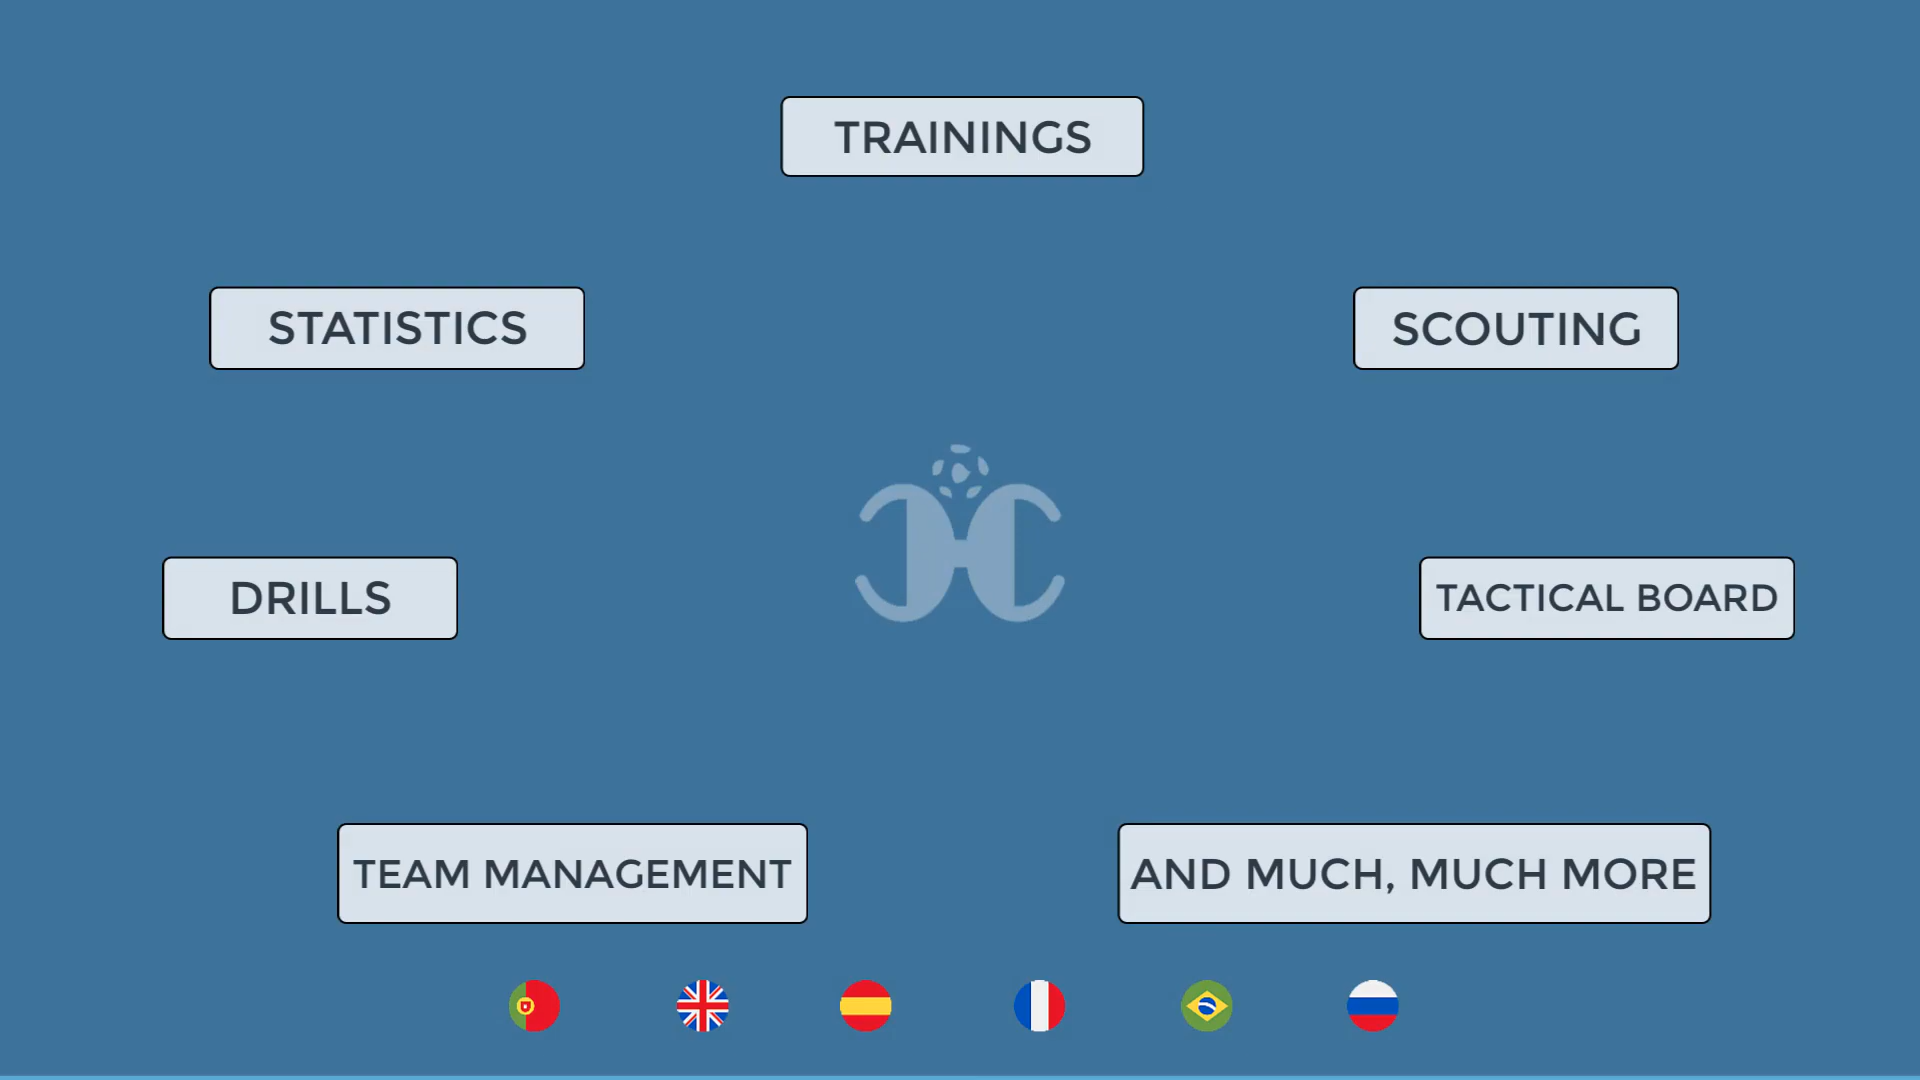 TRAININGS
STATISTICS
SCOUTING
DRILLS
TACTICAL BOARD
TEAM MANAGEMENT
AND MUCH, MUCH MORE